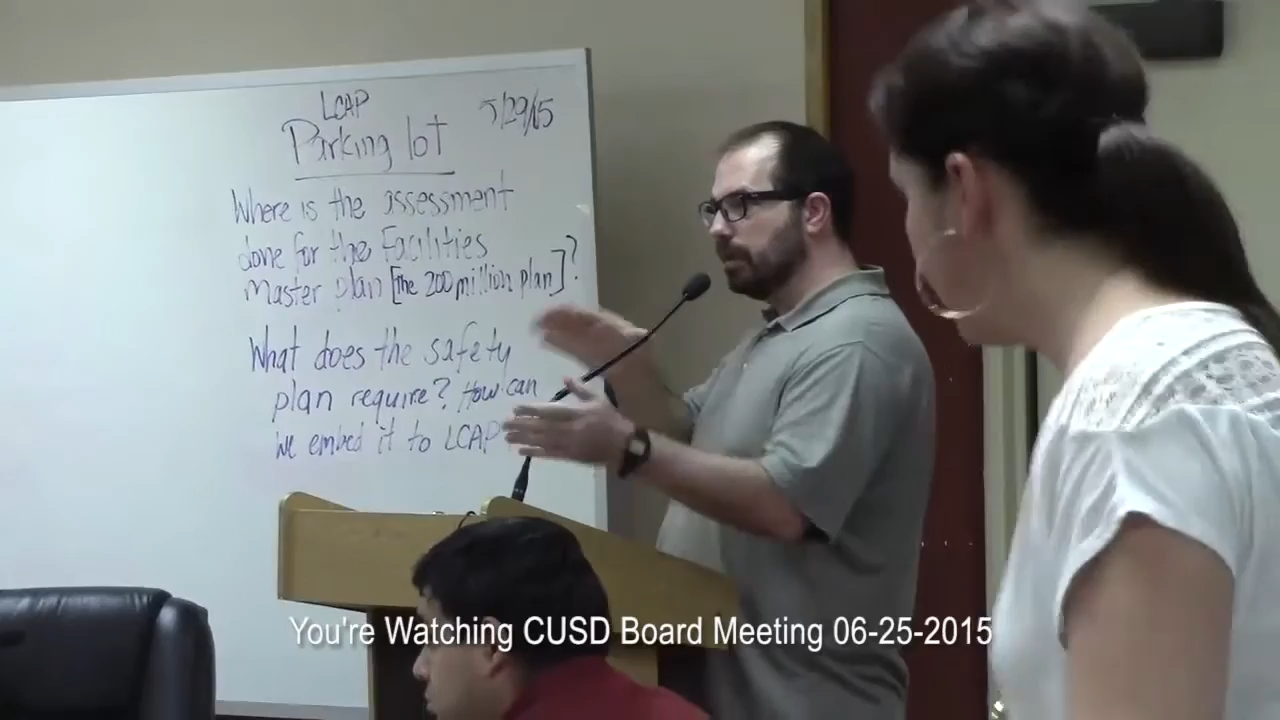 LCAP
Parking lot
5/29/15
Where is the assessment
done for the Facilities
Master plan [the 200 million plan]?
What does the safety
plan require? How can
we embed it to LCAP
You're Watching CUSD Board Meeting 06-25-2015